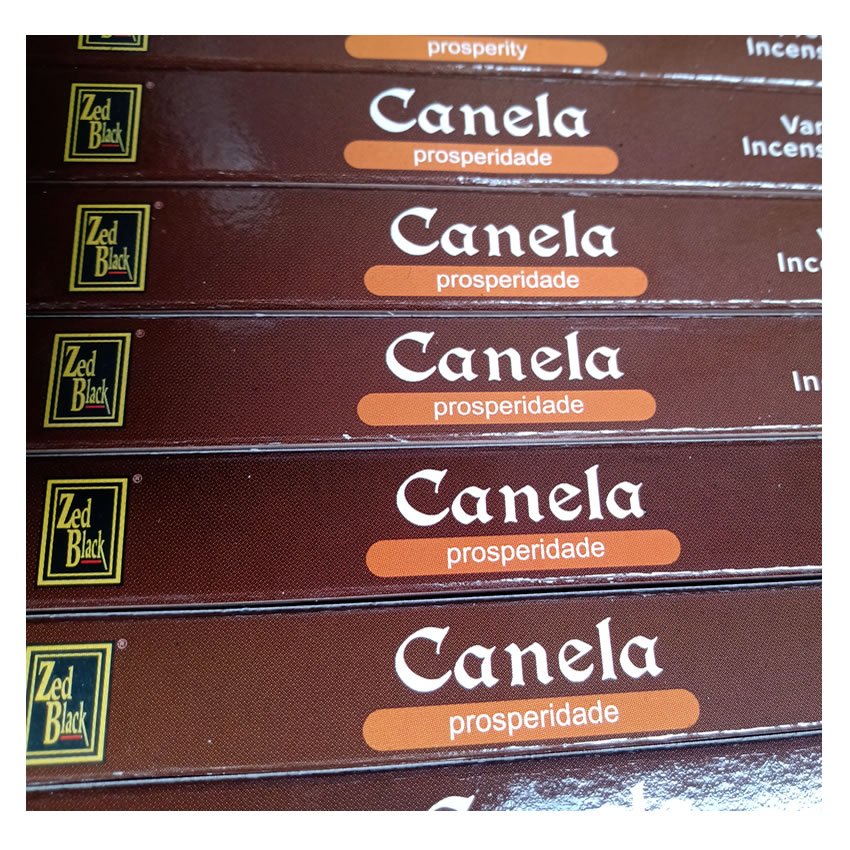 prosperity
Incens
Zed
Black
®
Canela
prosperidade
Var
Incens
Zed
Black
®
Canela
prosperidade
Inc
Zed
Black
®
Canela
prosperidade
In
Zed
Black
®
Canela
prosperidade
Zed
Black
®
Canela
prosperidade